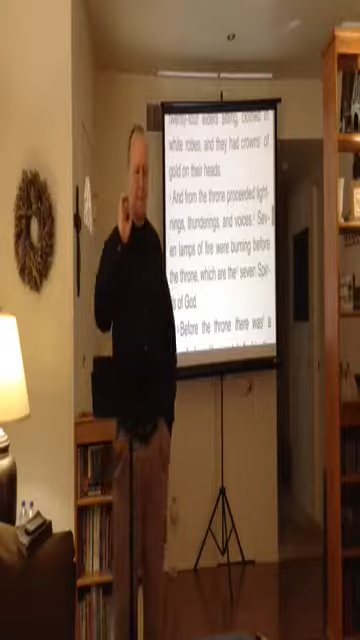 twenty-four elders sitting, clothed in
white robes; and they had crowns of
gold on their heads.
And from the throne proceeded light-
nings, thunderings, and voices. Sev-
en lamps of fire were burning before
the throne, which are the seven Spir-
of God.
Before the throne there was a